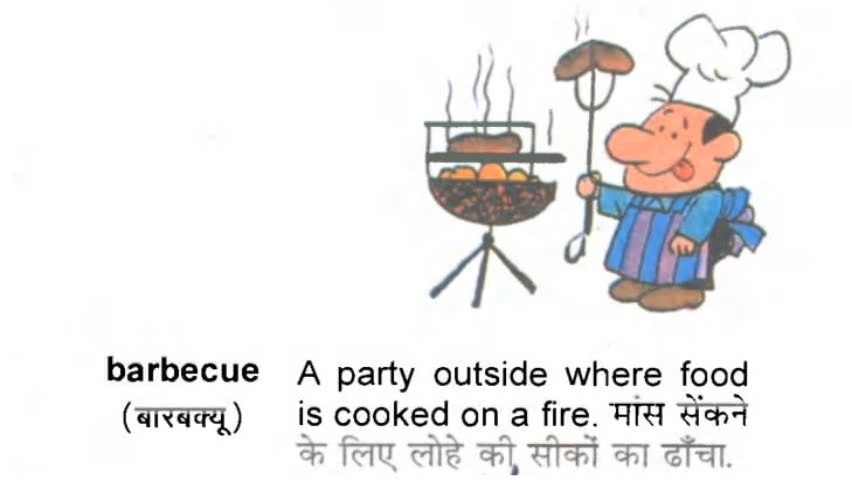 barbecue A party outside where food
(बारबक्यू) is cooked on a fire. मांस सेंकने
के लिए लोहे की सीकों का ढाँचा.